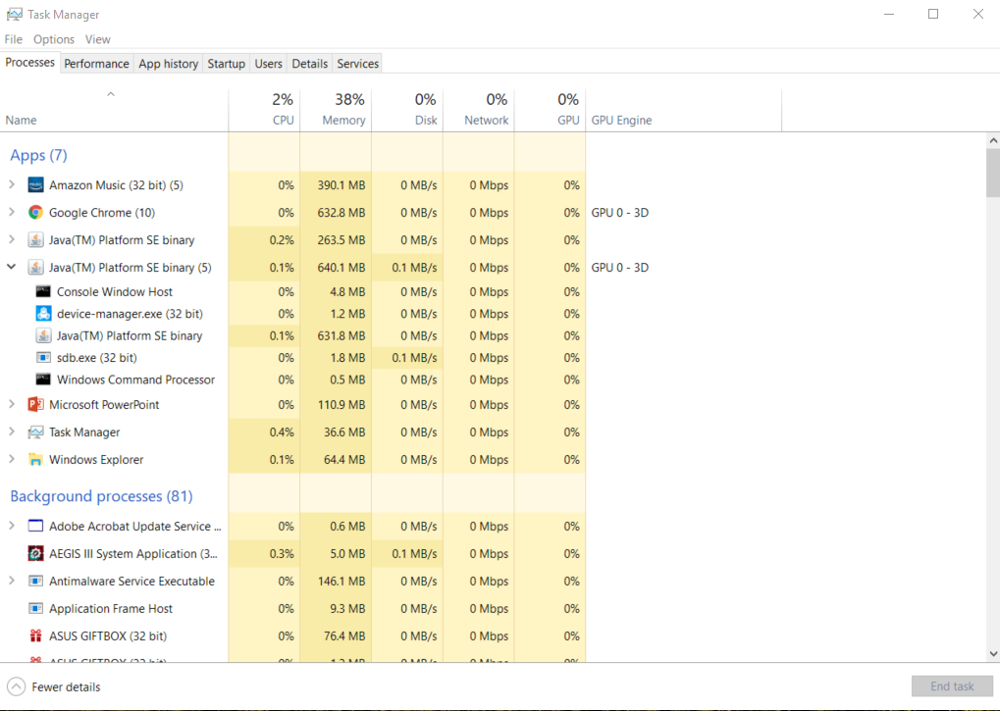 Task Manager
File Options View
Processes Performance App history Startup Users Details Services
2% 38% 0% 0% 0%
Name CPU Memory Disk Network GPU GPU Engine
Apps (7)
Amazon Music (32 bit) (5) 0% 390.1 MB 0 MB/s 0 Mbps 0%
Google Chrome (10) 0% 632.8 MB 0 MB/s 0 Mbps 0% GPU 0 - 3D
Java(TM) Platform SE binary 0.2% 263.5 MB 0 MB/s 0 Mbps 0%
Java(TM) Platform SE binary (5) 0.1% 640.1 MB 0.1 MB/s 0 Mbps 0% GPU 0 - 3D
Console Window Host 0% 4.8 MB 0 MB/s 0 Mbps 0%
device-manager.exe (32 bit) 0% 1.2 MB 0 MB/s 0 Mbps 0%
Java(TM) Platform SE binary 0.1% 631.8 MB 0 MB/s 0 Mbps 0%
sdb.exe (32 bit) 0% 1.8 MB 0.1 MB/s 0 Mbps 0%
Windows Command Processor 0% 0.5 MB 0 MB/s 0 Mbps 0%
Microsoft PowerPoint 0% 110.9 MB 0 MB/s 0 Mbps 0%
Task Manager 0.4% 36.6 MB 0 MB/s 0 Mbps 0%
Windows Explorer 0.1% 64.4 MB 0 MB/s 0 Mbps 0%
Background processes (81)
Adobe Acrobat Update Service ... 0% 0.6 MB 0 MB/s 0 Mbps 0%
AEGIS III System Application (3... 0.3% 5.0 MB 0.1 MB/s 0 Mbps 0%
Antimalware Service Executable 0% 146.1 MB 0 MB/s 0 Mbps 0%
Application Frame Host 0% 9.3 MB 0 MB/s 0 Mbps 0%
ASUS GIFTBOX (32 bit) 0% 76.4 MB 0 MB/s 0 Mbps 0%
ASUS GIFTBOX (32 bit) 0% MB 0 MB/s 0 Mbps 0%
Fewer details End task